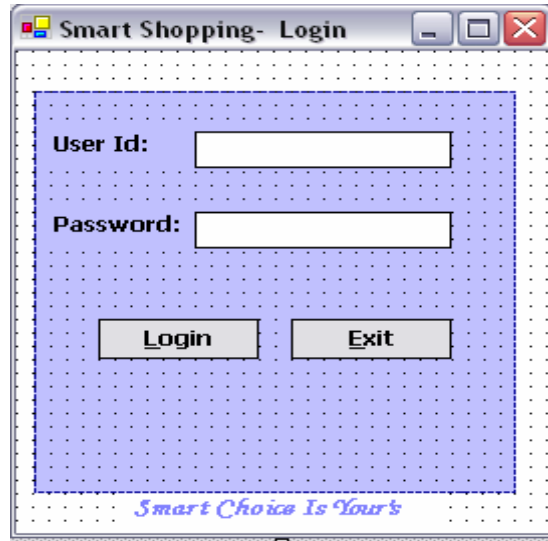 Smart Shopping-  Login
User Id:
Password:
Login Exit
Smart Choice Is Your's